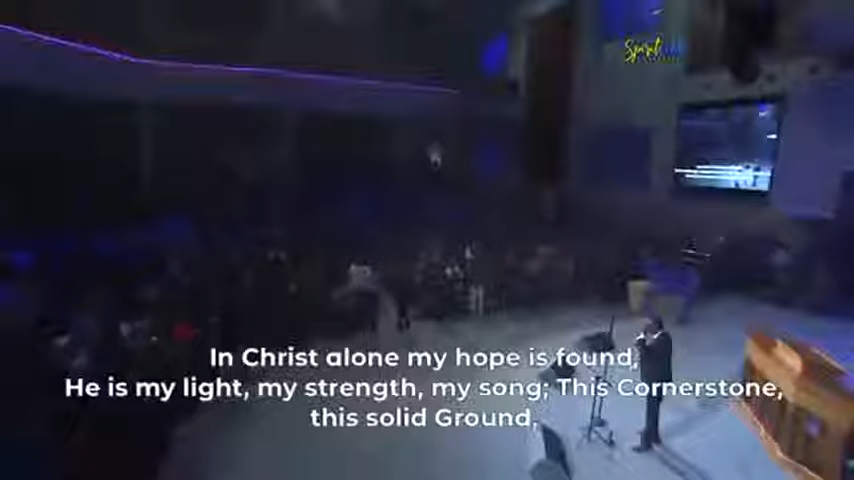 Spirit
In Christ alone my hope is found,
He is my light, my strength, my song; This Cornerstone,
this solid Ground,